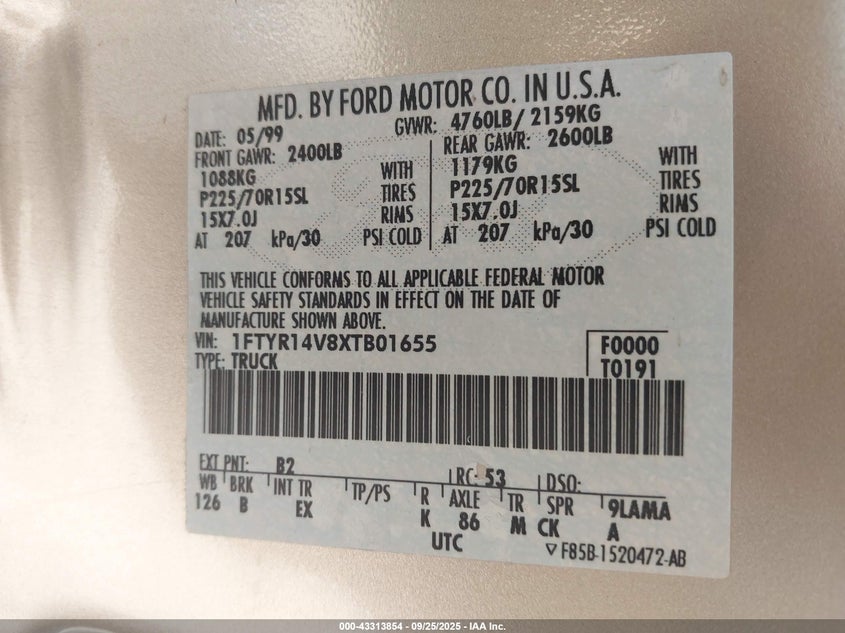 MFD. BY FORD MOTOR CO. IN U.S.A.
DATE: 05/99 GVWR: 4760LB/ 2159KG
FRONT GAWR: 2400LB REAR GAWR: 2600LB
1088KG WITH 1179KG WITH
P225/70R15SL TIRES P225/70R15SL TIRES
15X7.0J RIMS 15X7.0J RIMS
AT 207 kPa/30 PSI COLD AT 207 kPa/30 PSI COLD
THIS VEHICLE CONFORMS TO ALL APPLICABLE FEDERAL MOTOR
VEHICLE SAFETY STANDARDS IN EFFECT ON THE DATE OF
MANUFACTURE SHOWN ABOVE.
VIN: 1FTYR14V8XTB01655 F0000
TYPE: TRUCK T0191
EXT PNT: B2 RC: 53 DSO:
WB BRK INT TR TP/PS R AXLE TR SPR 9LAMA
126 B EX K 86 M CK A
UTC ▽F85B-1520472-AB
000-43313854 - 09/25/2025 - IAA Inc.